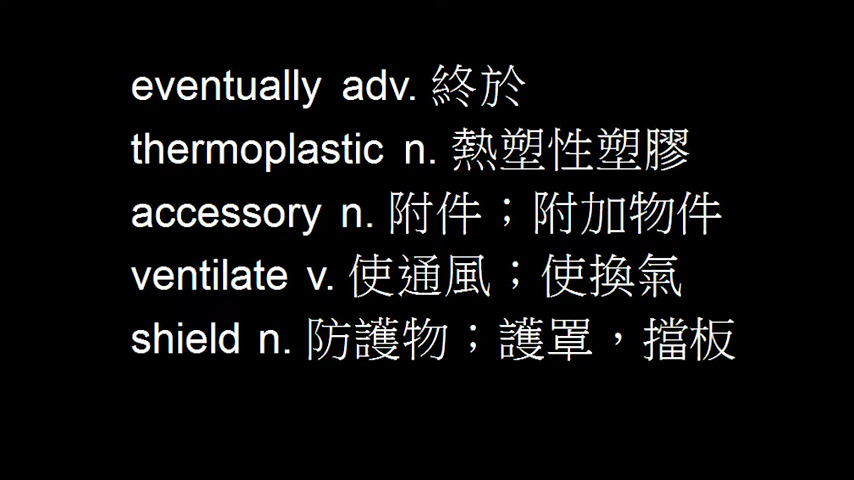 eventually adv. 終於
thermoplastic n. 熱塑性塑膠
accessory n. 附件；附加物件
ventilate v. 使通風；使換氣
shield n. 防護物；護罩，擋板